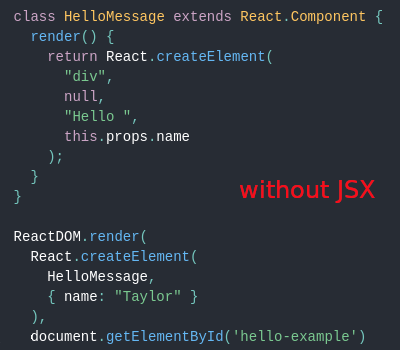 class HelloMessage extends React.Component {
render() {
return React.createElement(
"div",
null,
"Hello ",
this.props.name
);
}
}
without JSX
ReactDOM.render(
React.createElement(
HelloMessage,
{ name: "Taylor" }
),
document.getElementById('hello-example')